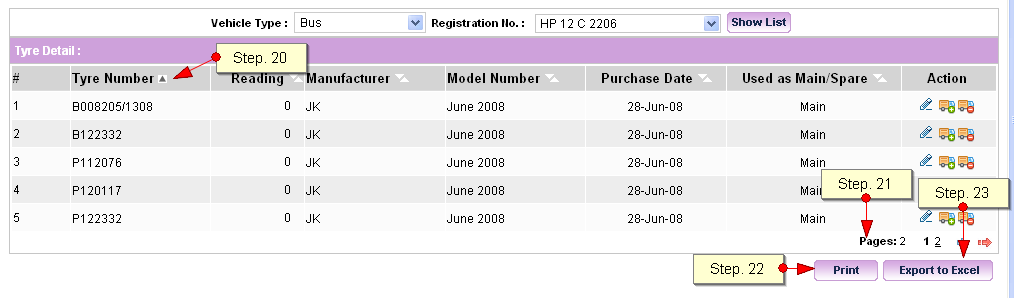 Vehicle Type : Bus Registration No. : HP 12 C 2206 Show List
Tyre Detail :
Step. 20
# Tyre Number Reading Manufacturer Model Number Purchase Date Used as Main/Spare Action
1 B008205/1308 0 JK June 2008 28-Jun-08 Main
2 B122332 0 JK June 2008 28-Jun-08 Main
3 P112076 0 JK June 2008 28-Jun-08 Main
4 P120117 0 JK June 2008 28-Jun-08 Main
Step. 21
Step. 23
5 P122332 0 JK June 2008 28-Jun-08 Main
Pages: 2 1 2
Step. 22 Print Export to Excel